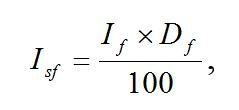 I_sf = (I_f × D_f) / 100 ,